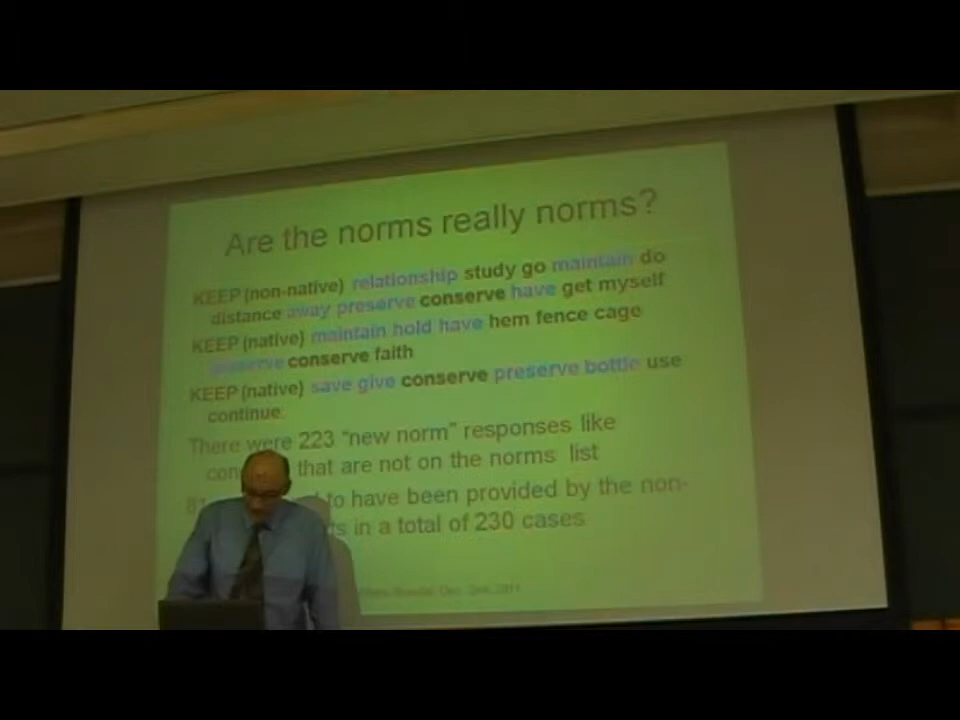 Are the norms really norms?
KEEP (non-native) relationship study go maintain do
distance away preserve conserve have get myself
KEEP (native) maintain hold have hem fence cage
preserve conserve faith
KEEP (native) save give conserve preserve bottle use
continue.
There were 223 "new norm" responses like
that are not on the norms list
to have been provided by the non-
in a total of 230 cases